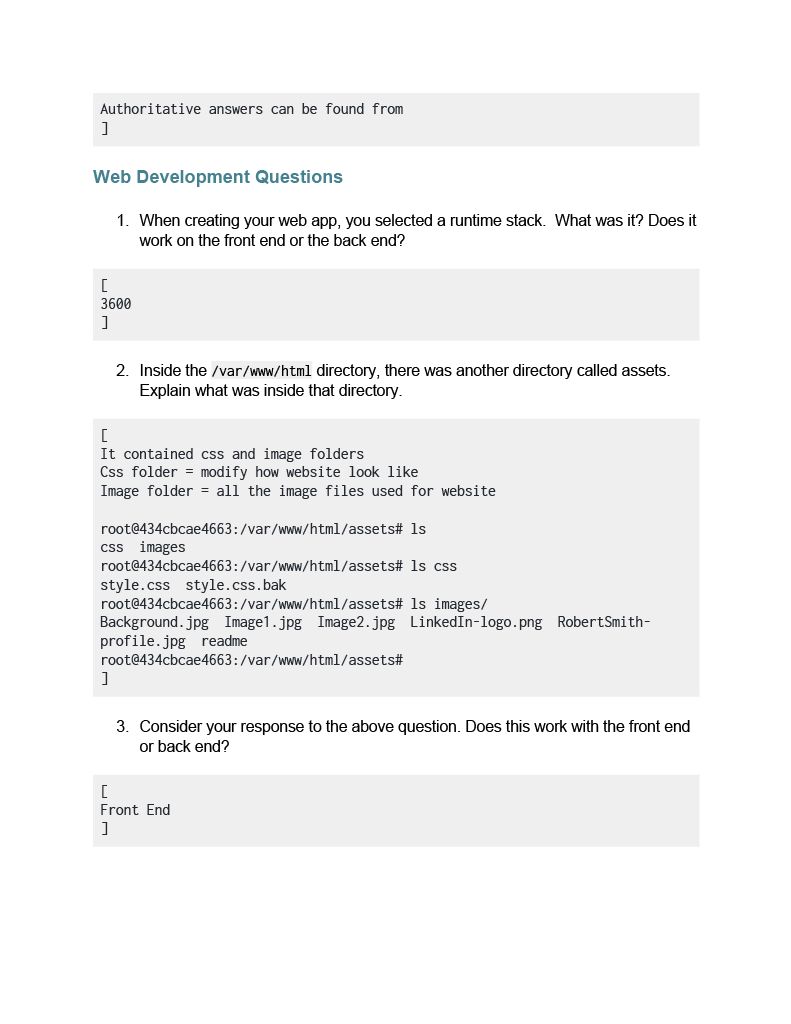 Authoritative answers can be found from
]
Web Development Questions
1. When creating your web app, you selected a runtime stack.  What was it? Does it
work on the front end or the back end?
[
3600
]
2. Inside the /var/www/html directory, there was another directory called assets.
Explain what was inside that directory.
[
It contained css and image folders
Css folder = modify how website look like
Image folder = all the image files used for website
root@434cbcae4663:/var/www/html/assets# ls
css  images
root@434cbcae4663:/var/www/html/assets# ls css
style.css  style.css.bak
root@434cbcae4663:/var/www/html/assets# ls images/
Background.jpg  Image1.jpg  Image2.jpg  LinkedIn-logo.png  RobertSmith-
profile.jpg  readme
root@434cbcae4663:/var/www/html/assets#
]
3. Consider your response to the above question. Does this work with the front end
or back end?
[
Front End
]